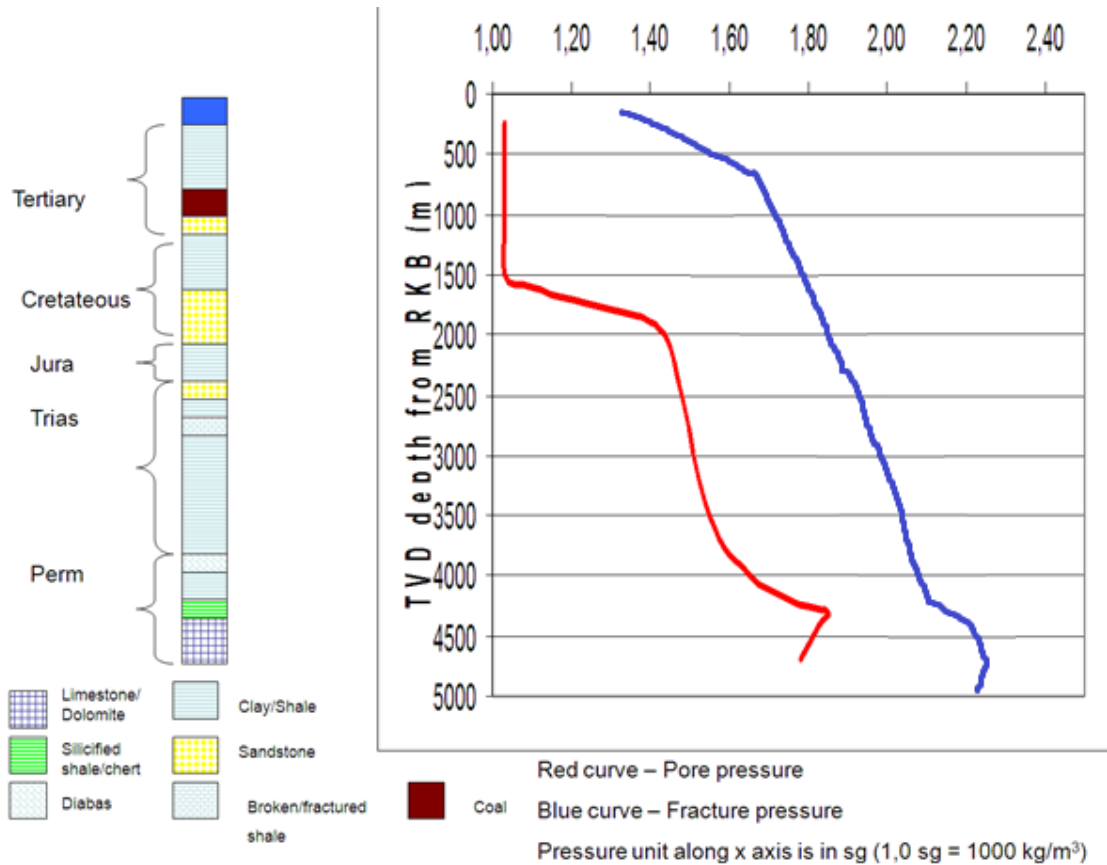 1,00 1,20 1,40 1,60 1,80 2,00 2,20 2,40
0
500
1000
1500
2000
2500
3000
3500
4000
4500
5000
TVD depth from RKB (m)
Tertiary
Cretateous
Jura
Trias
Perm
Limestone/
Dolomite
Clay/Shale
Silicified
shale/chert
Sandstone
Diabas
Broken/fractured
shale
Coal
Red curve – Pore pressure
Blue curve – Fracture pressure
Pressure unit along x axis is in sg (1,0 sg = 1000 kg/m³)